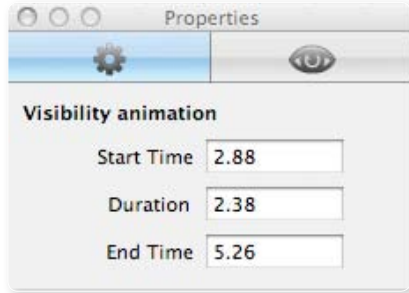 Properties
Visibility animation
Start Time 2.88
Duration 2.38
End Time 5.26